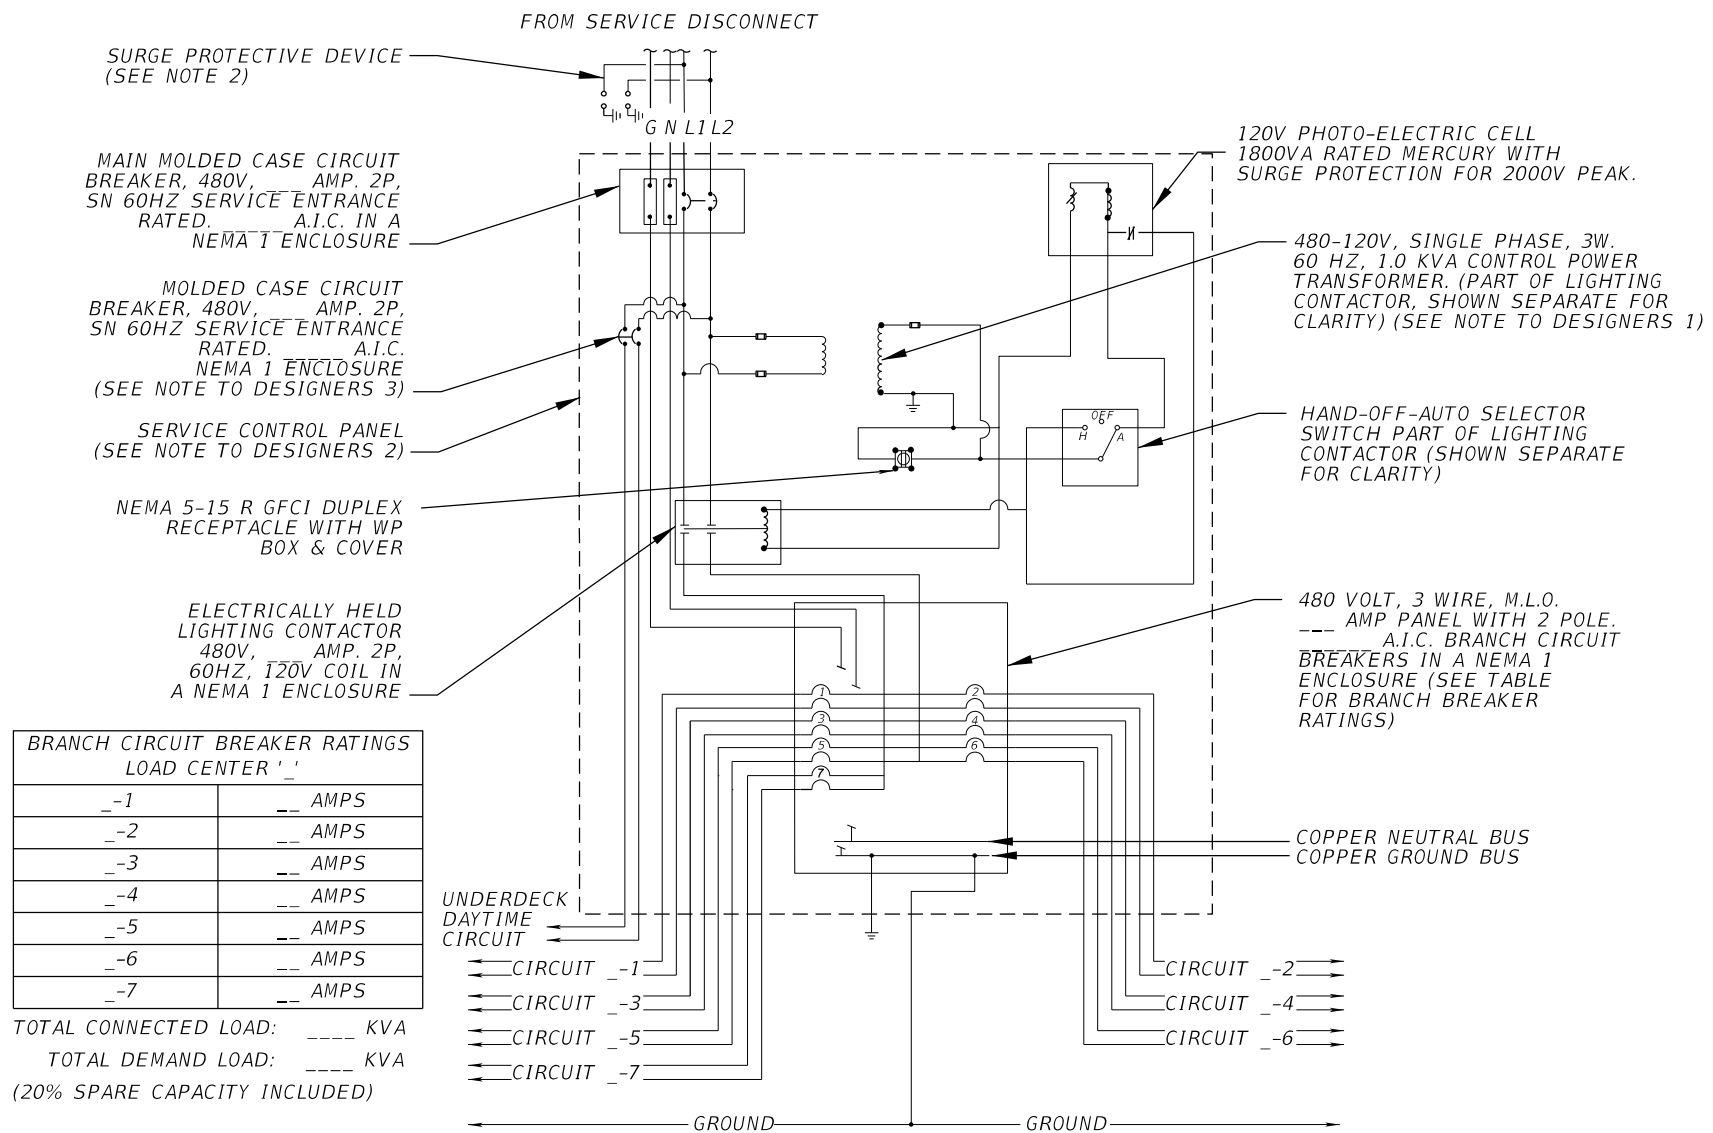 FROM SERVICE DISCONNECT
SURGE PROTECTIVE DEVICE
(SEE NOTE 2)
G N L1 L2
MAIN MOLDED CASE CIRCUIT
BREAKER, 480V, ___ AMP. 2P,
SN 60HZ SERVICE ENTRANCE
RATED. _____ A.I.C. IN A
NEMA 1 ENCLOSURE
MOLDED CASE CIRCUIT
BREAKER, 480V, ___ AMP. 2P,
SN 60HZ SERVICE ENTRANCE
RATED. _____ A.I.C.
NEMA 1 ENCLOSURE
(SEE NOTE TO DESIGNERS 3)
SERVICE CONTROL PANEL
(SEE NOTE TO DESIGNERS 2)
NEMA 5-15 R GFCI DUPLEX
RECEPTACLE WITH WP
BOX & COVER
ELECTRICALLY HELD
LIGHTING CONTACTOR
480V, ___ AMP. 2P,
60HZ, 120V COIL IN
A NEMA 1 ENCLOSURE
120V PHOTO-ELECTRIC CELL
1800VA RATED MERCURY WITH
SURGE PROTECTION FOR 2000V PEAK.
480-120V, SINGLE PHASE, 3W.
60 HZ, 1.0 KVA CONTROL POWER
TRANSFORMER. (PART OF LIGHTING
CONTACTOR, SHOWN SEPARATE FOR
CLARITY) (SEE NOTE TO DESIGNERS 1)
OFF
H A
HAND-OFF-AUTO SELECTOR
SWITCH PART OF LIGHTING
CONTACTOR (SHOWN SEPARATE
FOR CLARITY)
480 VOLT, 3 WIRE, M.L.O.
___ AMP PANEL WITH 2 POLE.
______ A.I.C. BRANCH CIRCUIT
BREAKERS IN A NEMA 1
ENCLOSURE (SEE TABLE
FOR BRANCH BREAKER
RATINGS)
1 2
3 4
5 6
7
COPPER NEUTRAL BUS
COPPER GROUND BUS
BRANCH CIRCUIT BREAKER RATINGS
LOAD CENTER '_'
_-1 __ AMPS
_-2 __ AMPS
_-3 __ AMPS
_-4 __ AMPS
_-5 __ AMPS
_-6 __ AMPS
_-7 __ AMPS
TOTAL CONNECTED LOAD: ____ KVA
TOTAL DEMAND LOAD: ____ KVA
(20% SPARE CAPACITY INCLUDED)
UNDERDECK
DAYTIME
CIRCUIT
CIRCUIT _-1
CIRCUIT _-3
CIRCUIT _-5
CIRCUIT _-7
CIRCUIT _-2
CIRCUIT _-4
CIRCUIT _-6
GROUND GROUND